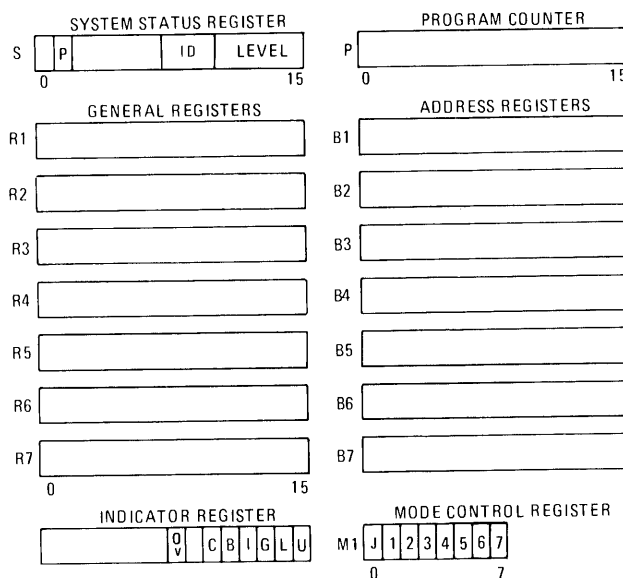 SYSTEM STATUS REGISTER
S P ID LEVEL
0 15
PROGRAM COUNTER
P
0 15
GENERAL REGISTERS
R1
R2
R3
R4
R5
R6
R7
0 15
ADDRESS REGISTERS
B1
B2
B3
B4
B5
B6
B7
INDICATOR REGISTER
OV C B I G L U
MODE CONTROL REGISTER
M1 J 1 2 3 4 5 6 7
0 7